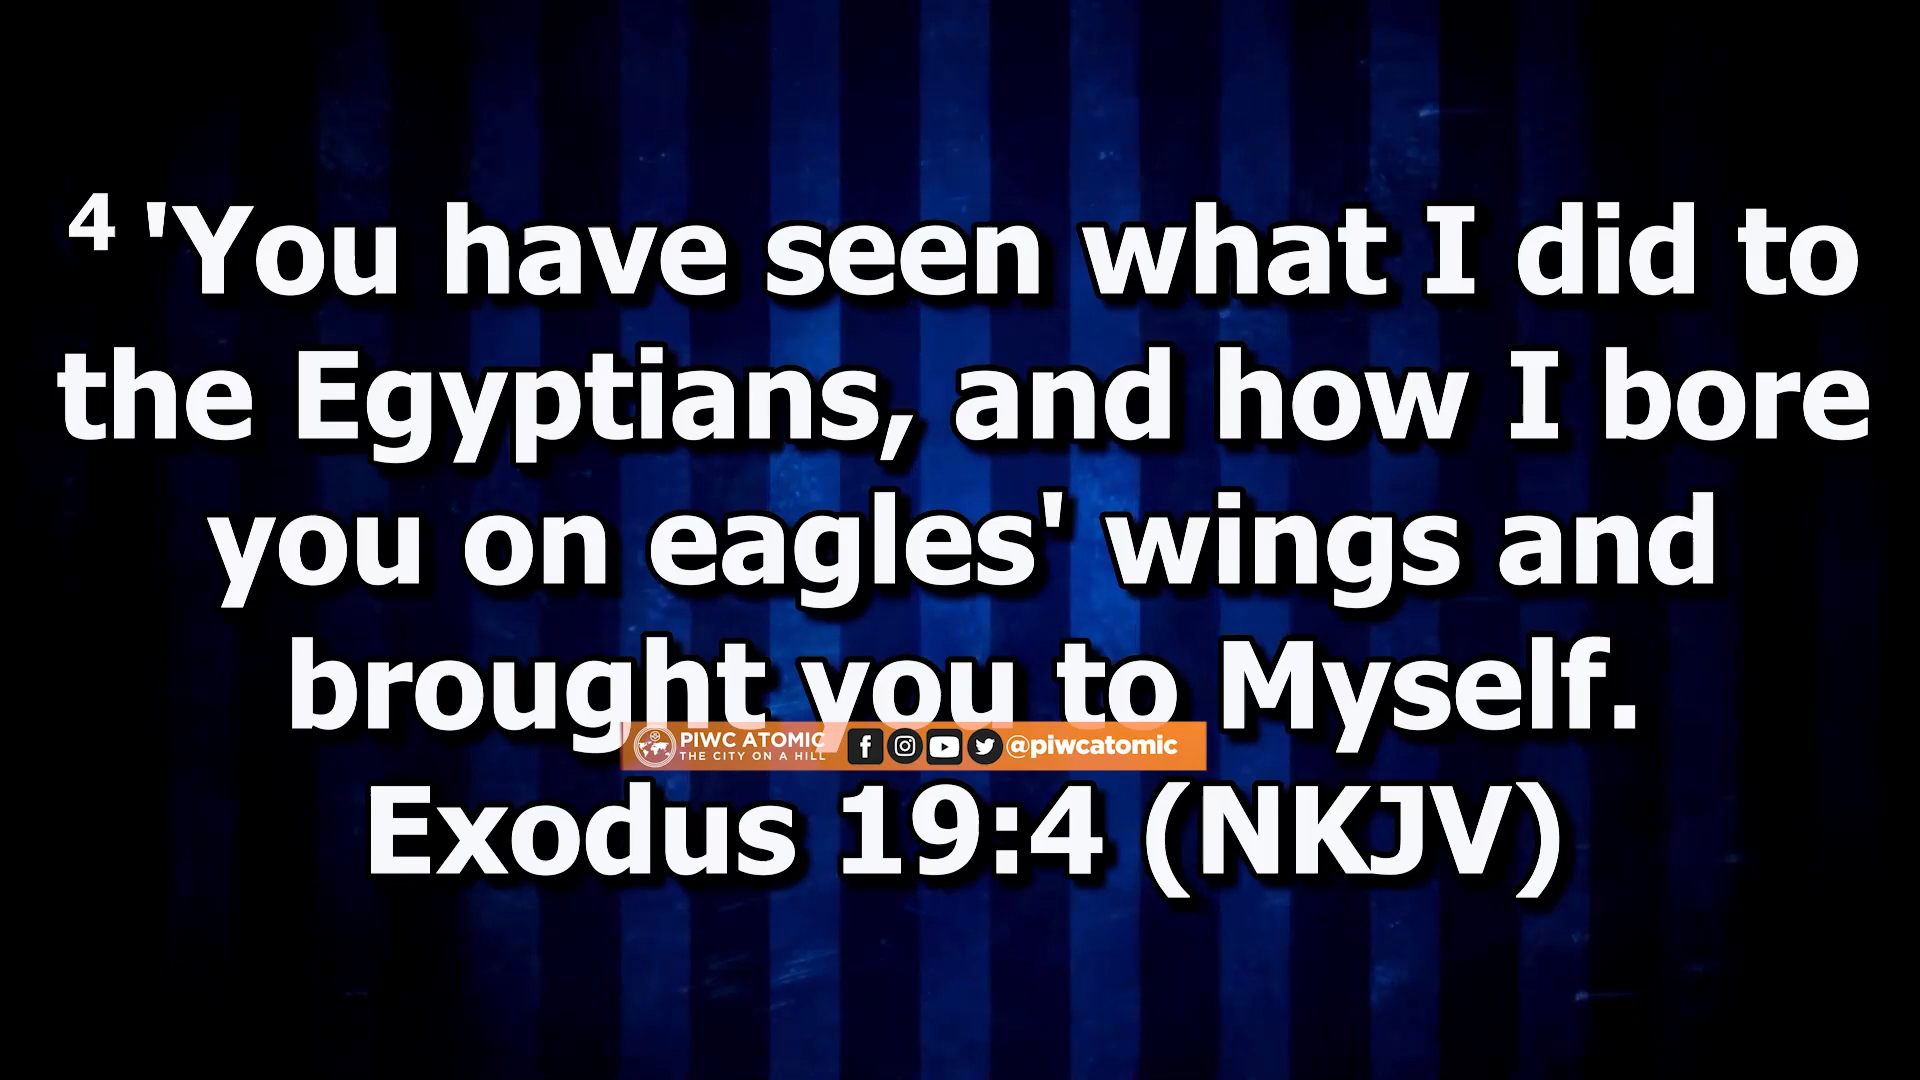 4 'You have seen what I did to
the Egyptians, and how I bore
you on eagles' wings and
brought you to Myself.
PIWC ATOMIC
THE CITY ON A HILL
@piwcatomic
Exodus 19:4 (NKJV)